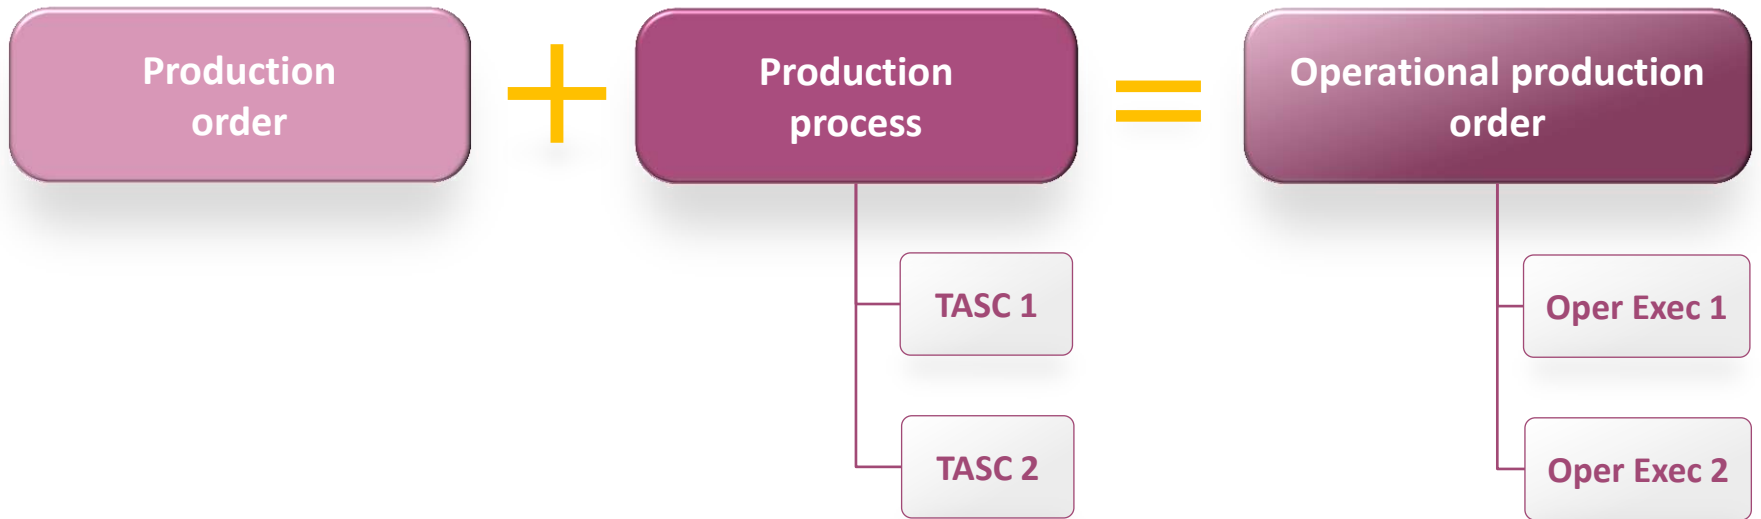 Production
order
+
Production
process
=
Operational production
order
TASC 1
TASC 2
Oper Exec 1
Oper Exec 2